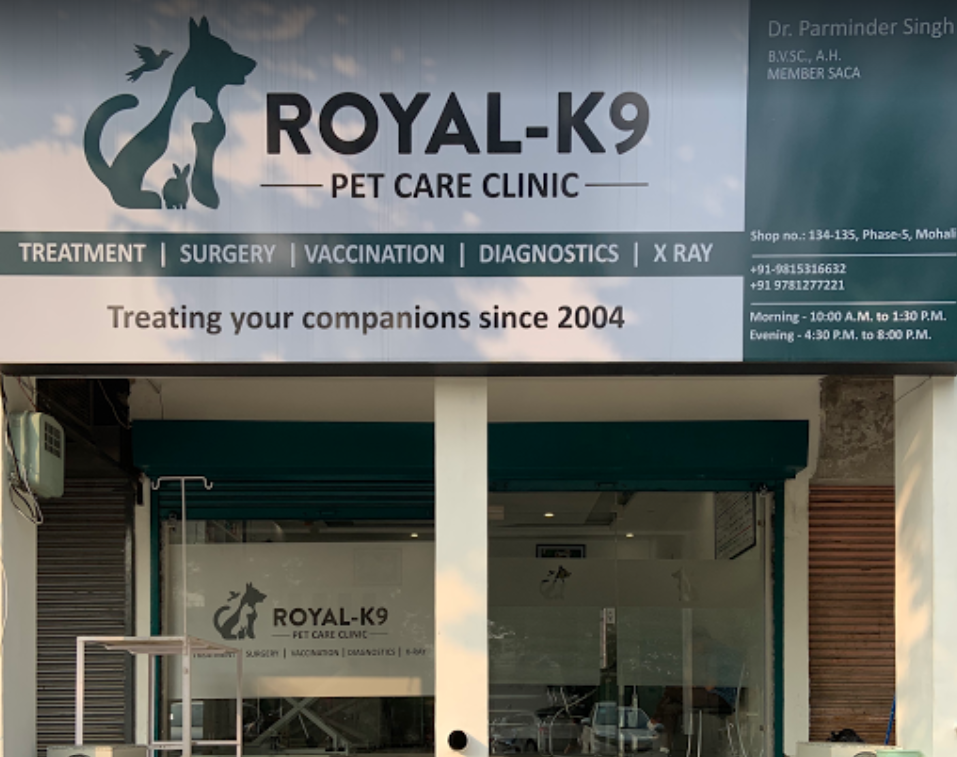 ROYAL-K9
PET CARE CLINIC
TREATMENT | SURGERY | VACCINATION | DIAGNOSTICS | X RAY
Treating your companions since 2004
Dr. Parminder Singh
B.V.SC., A.H.
MEMBER SACA
Shop no.: 134-135, Phase-5, Mohali
+91-9815316632
+91 9781277221
Morning - 10:00 A.M. to 1:30 P.M.
Evening - 4:30 P.M. to 8:00 P.M.
ROYAL-K9
PET CARE CLINIC
TREATMENT | SURGERY | VACCINATION | DIAGNOSTICS | X-RAY